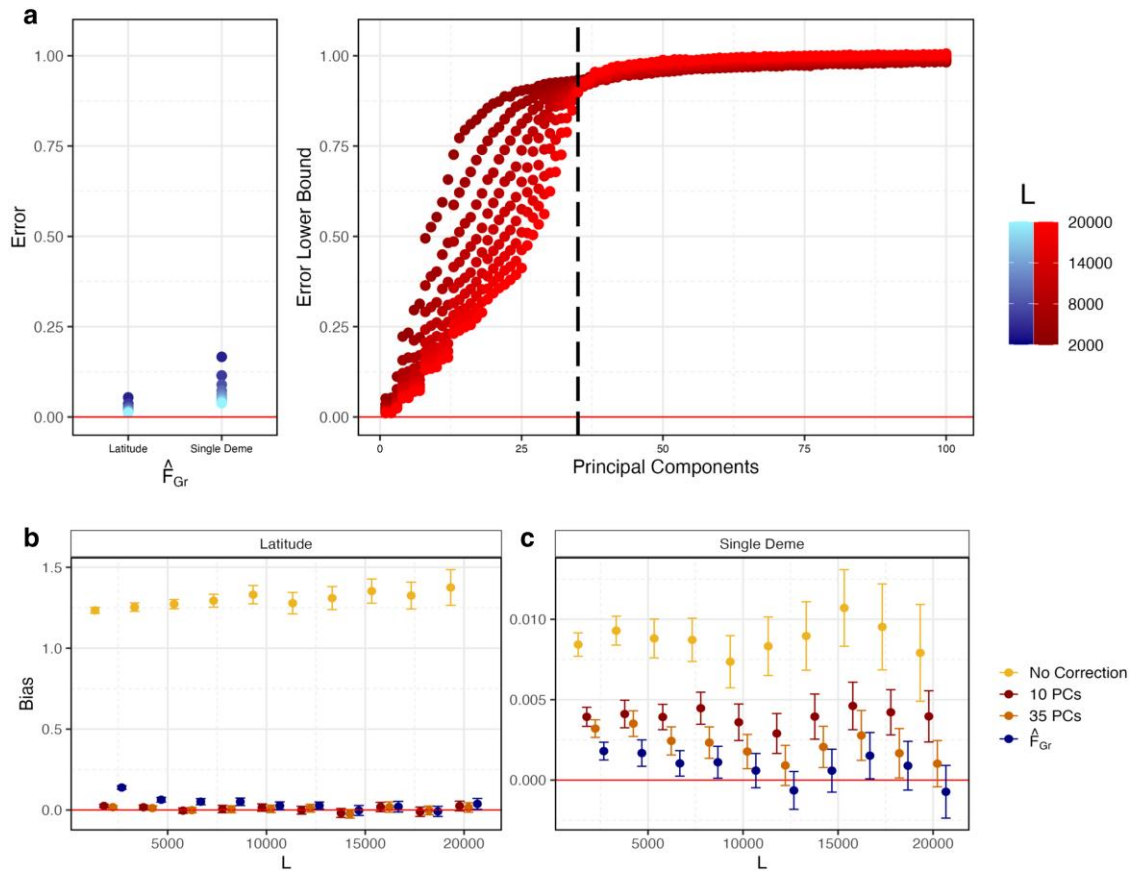 a
Error
1.00
0.75
0.50
0.25
0.00
Latitude
Single Deme
F̂Gr
Error Lower Bound
1.00
0.75
0.50
0.25
0.00
0
25
50
75
100
Principal Components
L
20000
14000
8000
2000
b
Latitude
Bias
1.5
1.0
0.5
0.0
5000
10000
15000
20000
L
c
Single Deme
0.010
0.005
0.000
5000
10000
15000
20000
L
No Correction
10 PCs
35 PCs
F̂Gr